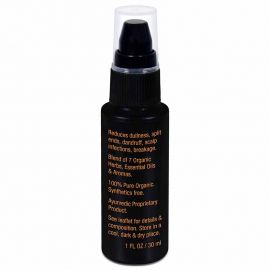 Reduces dullness, split
ends, dandruff, scalp
infections, breakage.
Blend of 7 Organic
Herbs, Essential Oils
& Aromas.
100% Pure Organic.
Synthetics free.
Ayurvedic Proprietary
Product.
See leaflet for details &
composition. Store in a
cool, dark & dry place.
1 FL OZ / 30 ml